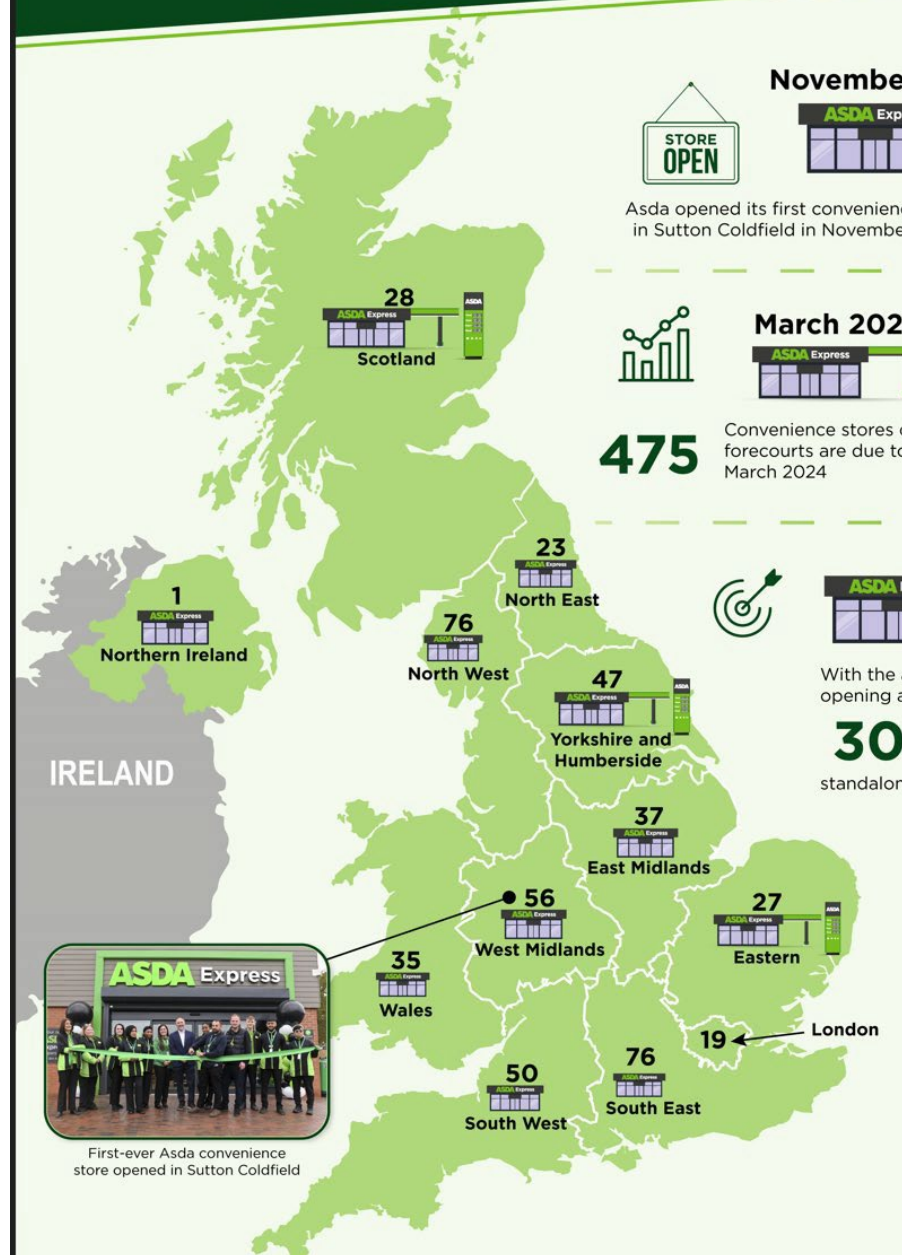 November
ASDA Express
STORE
OPEN
Asda opened its first convenience
in Sutton Coldfield in November
28
ASDA Express
ASDA
Scotland
March 202
ASDA Express
475
Convenience stores
forecourts are due to
March 2024
23
ASDA Express
North East
1
ASDA Express
Northern Ireland
76
ASDA Express
North West
ASDA
47
ASDA Express
ASDA
Yorkshire and
Humberside
With the
opening
30
standalon
IRELAND
37
ASDA Express
East Midlands
56
ASDA Express
West Midlands
27
ASDA Express
ASDA
Eastern
ASDA Express
35
ASDA Express
Wales
19
London
50
ASDA Express
South West
76
ASDA Express
South East
First-ever Asda convenience
store opened in Sutton Coldfield